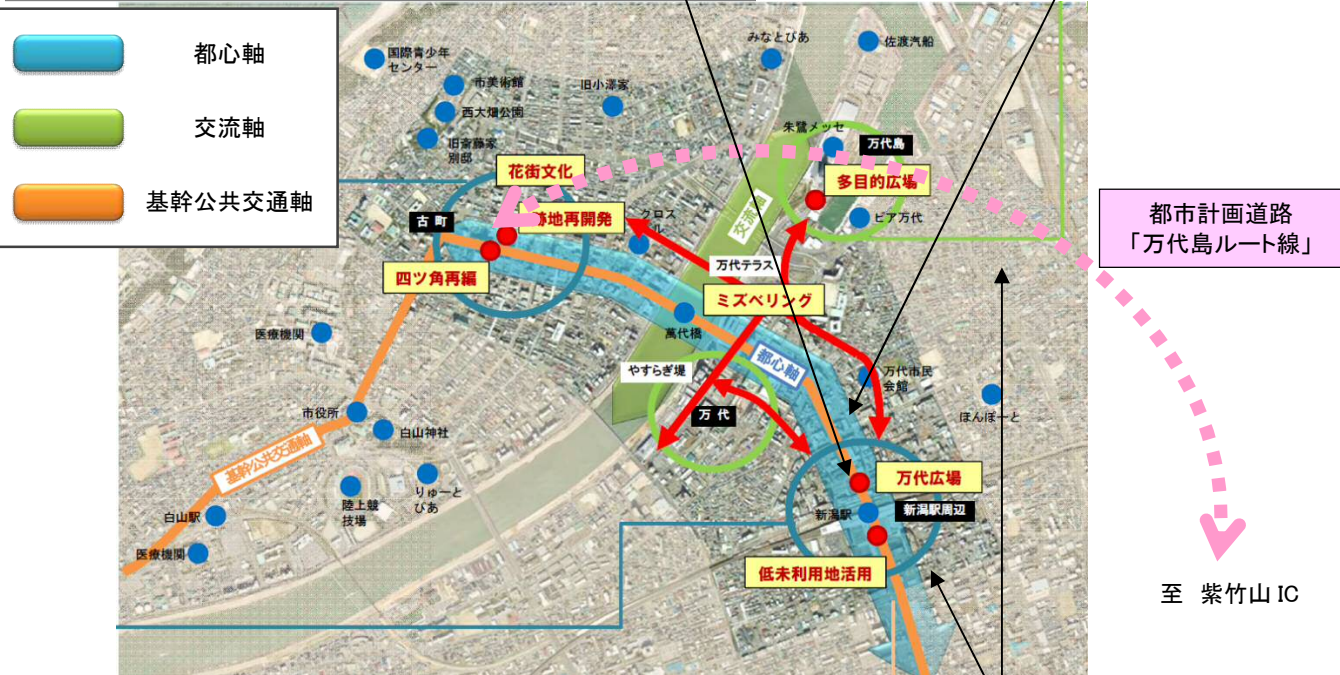 都心軸
交流軸
基幹公共交通軸
国際青少年
センター
市美術館
西大畑公園
旧斎藤家
別邸
旧小澤家
みなとぴあ
佐渡汽船
朱鷺メッセ
万代島
多目的広場
ピア万代
花街文化
跡地再開発
古町
四ツ角再編
クロス
ル
交流軸
万代テラス
ミズベリング
萬代橋
都心軸
やすらぎ堤
万代
万代市民
会館
ほんぽーと
医療機関
市役所
白山神社
基幹公共交通軸
陸上競
技場
りゅーと
ぴあ
白山駅
医療機関
万代広場
新潟駅
新潟駅周辺
低未利用地活用
都市計画道路
「万代島ルート線」
至 紫竹山 IC